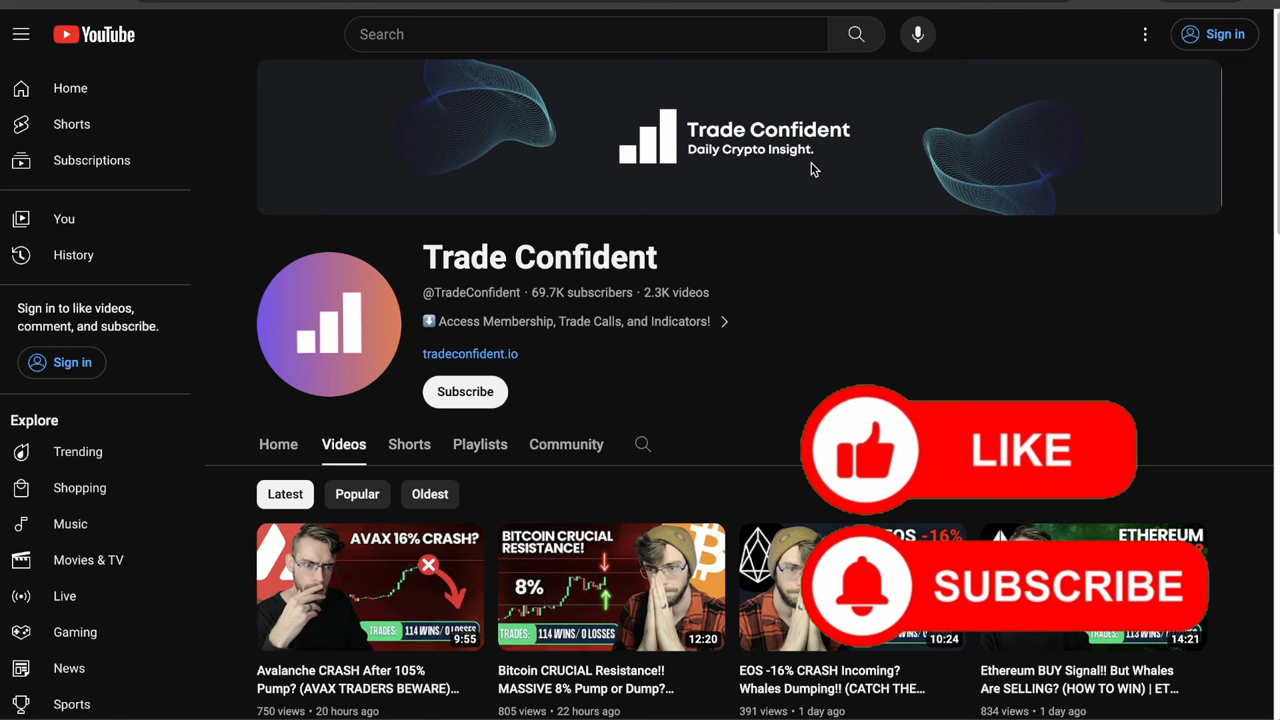 YouTube
Search
Sign in
Home
Shorts
Subscriptions
You
History
Sign in to like videos,
comment, and subscribe.
Sign in
Explore
Trending
Shopping
Music
Movies & TV
Live
Gaming
News
Sports
Trade Confident
Daily Crypto Insight.
Trade Confident
@TradeConfident · 69.7K subscribers · 2.3K videos
Access Membership, Trade Calls, and Indicators!
tradeconfident.io
Subscribe
Home Videos Shorts Playlists Community
Latest Popular Oldest
LIKE
SUBSCRIBE
AVAX 16% CRASH?
TRADES: 114 WINS/ 0 LOSSES
9:55
Avalanche CRASH After 105%
Pump? (AVAX TRADERS BEWARE)...
750 views · 20 hours ago
BITCOIN CRUCIAL
RESISTANCE!
8%
TRADES: 114 WINS/ 0 LOSSES
12:20
Bitcoin CRUCIAL Resistance!!
MASSIVE 8% Pump or Dump?...
805 views · 22 hours ago
EOS -16%
10:24
EOS -16% CRASH Incoming?
Whales Dumping!! (CATCH THE...
391 views · 1 day ago
ETHEREUM
14:21
Ethereum BUY Signal!! But Whales
Are SELLING? (HOW TO WIN) | ET...
834 views · 1 day ago